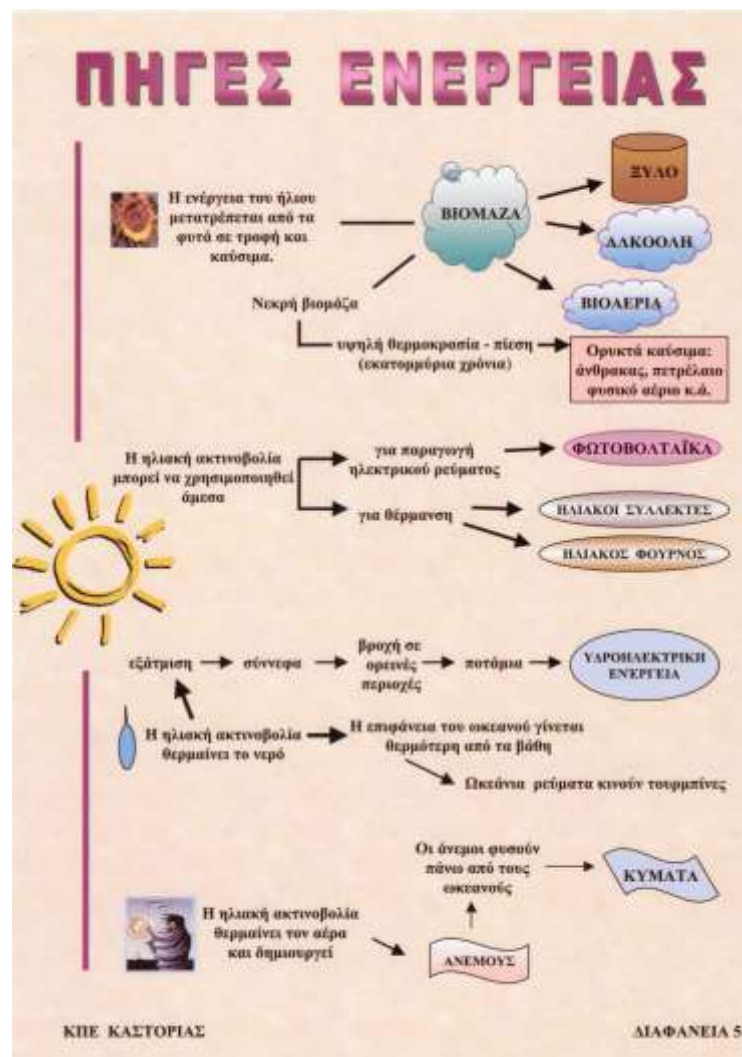 ΠΗΓΕΣ ΕΝΕΡΓΕΙΑΣ
Η ενέργεια του ήλιου
μετατρέπεται από τα
φυτά σε τροφή και
καύσιμα.
ΒΙΟΜΑΖΑ
ΞΥΛΟ
ΑΛΚΟΟΛΗ
ΒΙΟΑΕΡΙΑ
Νεκρή βιομάζα
υψηλή θερμοκρασία - πίεση
(εκατομμύρια χρόνια)
Ορυκτά καύσιμα:
άνθρακας, πετρέλαιο
φυσικό αέριο κ.ά.
Η ηλιακή ακτινοβολία
μπορεί να χρησιμοποιηθεί
άμεσα
για παραγωγή
ηλεκτρικού ρεύματος
ΦΩΤΟΒΟΛΤΑΪΚΑ
για θέρμανση
ΗΛΙΑΚΟΙ ΣΥΛΛΕΚΤΕΣ
ΗΛΙΑΚΟΣ ΦΟΥΡΝΟΣ
εξάτμιση
σύννεφα
βροχή σε
ορεινές
περιοχές
ποτάμια
ΥΔΡΟΗΛΕΚΤΡΙΚΗ
ΕΝΈΡΓΕΙΑ
Η ηλιακή ακτινοβολία
θερμαίνει το νερό
Η επιφάνεια του ωκεανού γίνεται
θερμότερη από τα βάθη
Ωκεάνια ρεύματα κινούν τουρμπίνες
Οι άνεμοι φυσούν
πάνω από τους
ωκεανούς
ΚΥΜΑΤΑ
Η ηλιακή ακτινοβολία
θερμαίνει τον αέρα
και δημιουργεί
ΑΝΕΜΟΥΣ
ΚΠΕ ΚΑΣΤΟΡΙΑΣ
ΔΙΑΦΑΝΕΙΑ 5